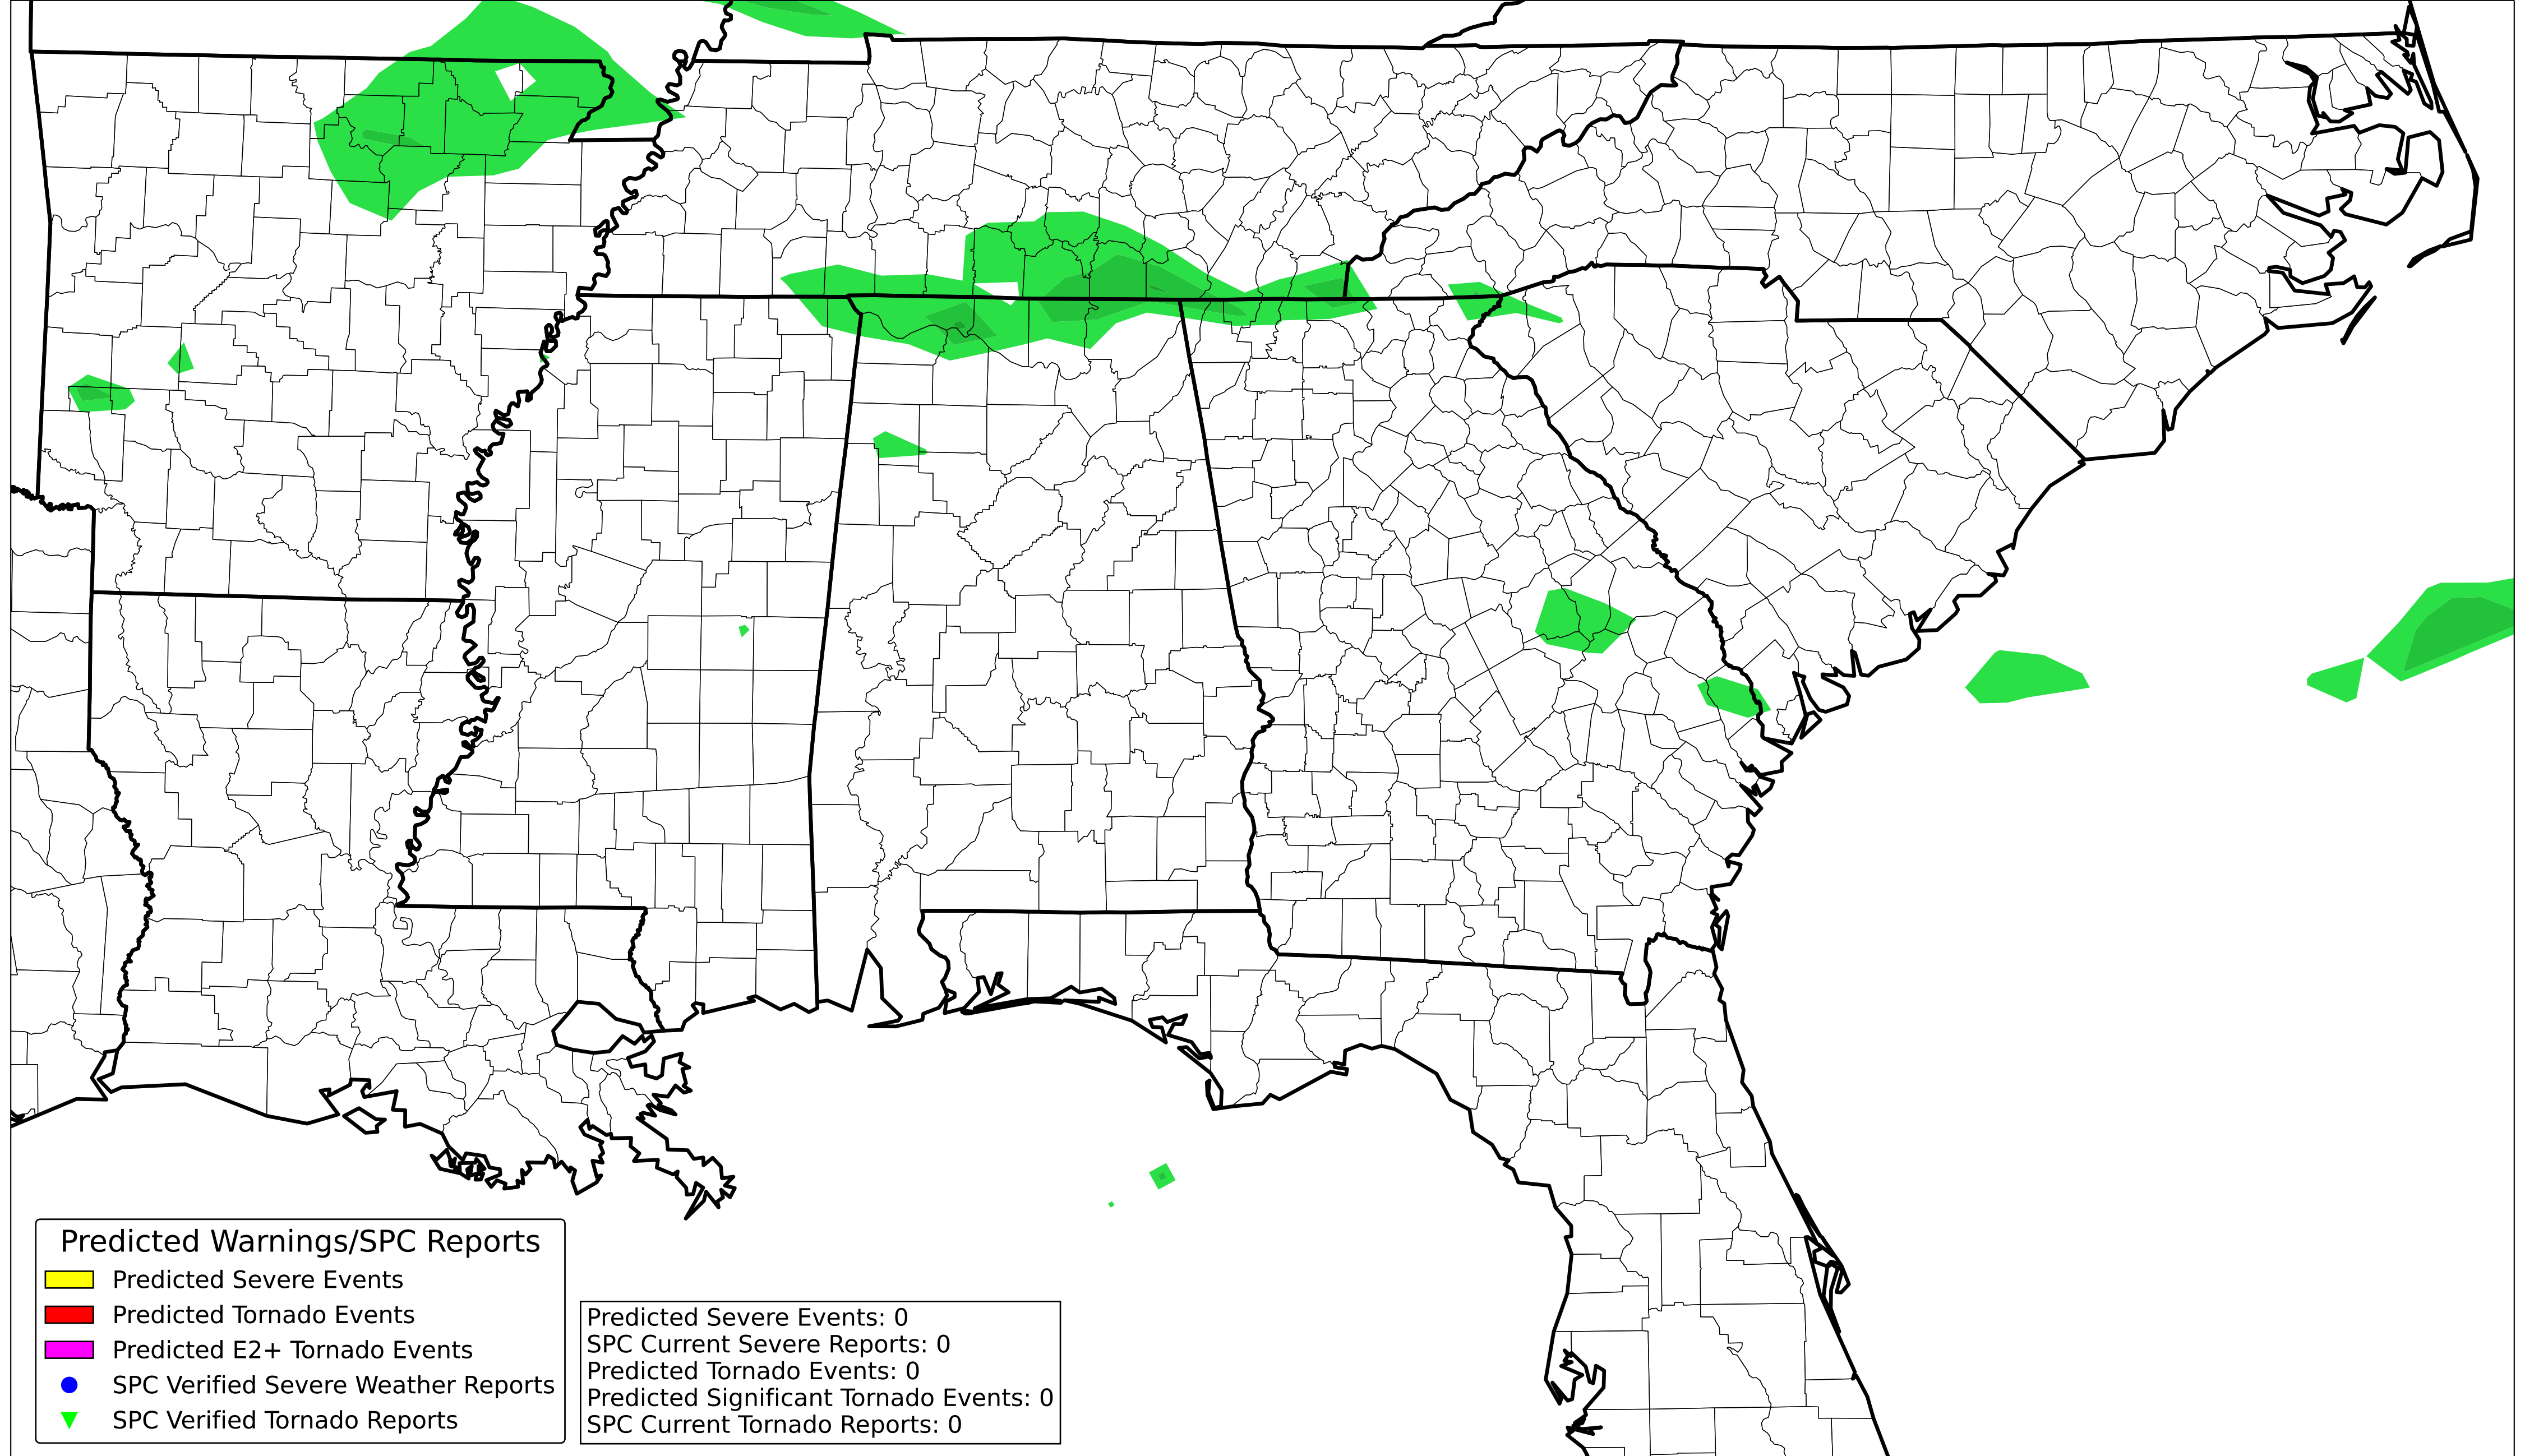 Predicted Warnings/SPC Reports
Predicted Severe Events
Predicted Tornado Events
Predicted E2+ Tornado Events
SPC Verified Severe Weather Reports
SPC Verified Tornado Reports
Predicted Severe Events: 0
SPC Current Severe Reports: 0
Predicted Tornado Events: 0
Predicted Significant Tornado Events: 0
SPC Current Tornado Reports: 0